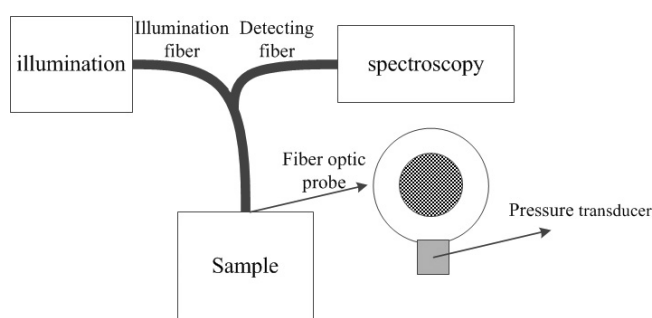 Illumination
fiber
Detecting
fiber
illumination
spectroscopy
Fiber optic
probe
Pressure transducer
Sample